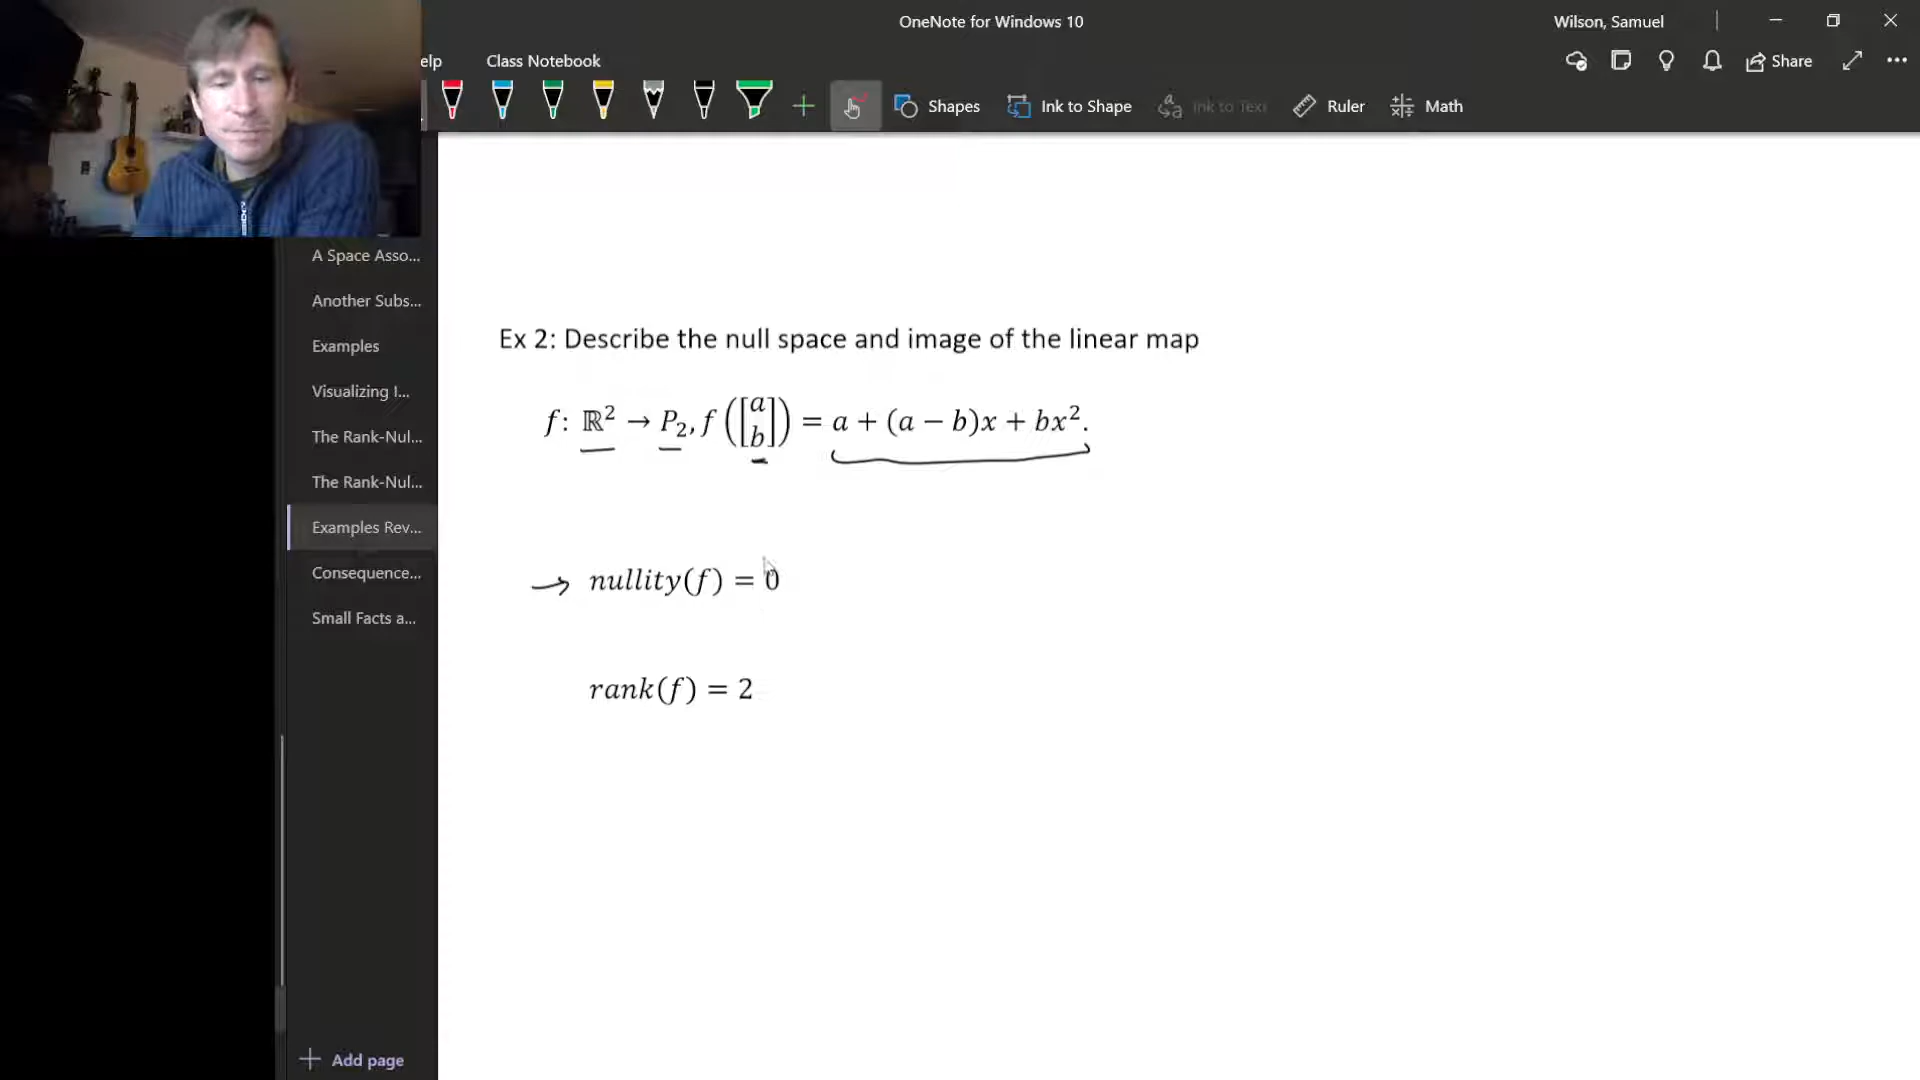 OneNote for Windows 10
Wilson, Samuel
elp Class Notebook
Share
Shapes Ink to Shape Ink to Text Ruler Math
A Space Asso...
Another Subs...
Examples
Visualizing I...
The Rank-Nul...
The Rank-Nul...
Examples Rev...
Consequence...
Small Facts a...
Add page
Ex 2: Describe the null space and image of the linear map
f: ℝ² → P₂, f([a b]) = a + (a − b)x + bx².
→ nullity(f) = 0
rank(f) = 2